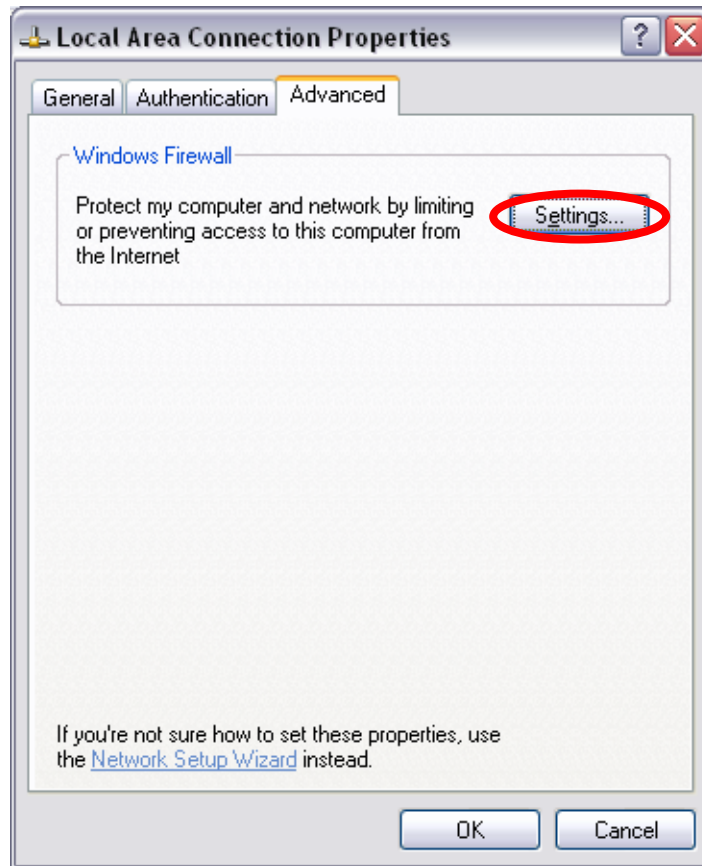 Local Area Connection Properties
?
General Authentication Advanced
Windows Firewall
Protect my computer and network by limiting
or preventing access to this computer from
the Internet
Settings...
If you're not sure how to set these properties, use
the Network Setup Wizard instead.
OK Cancel